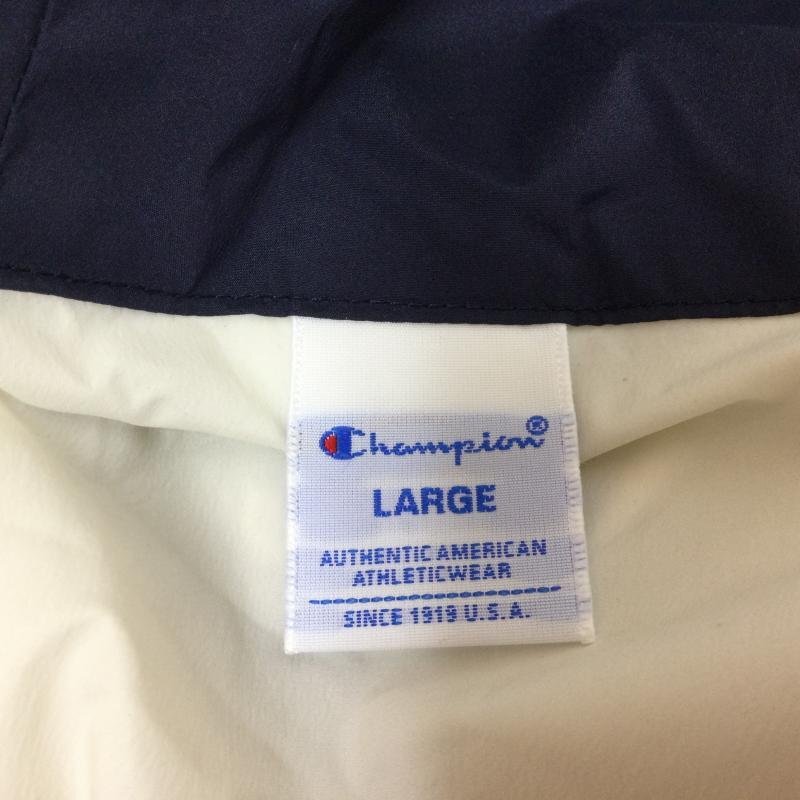 Champion®
LARGE
AUTHENTIC AMERICAN
ATHLETICWEAR
SINCE 1919 U.S.A.